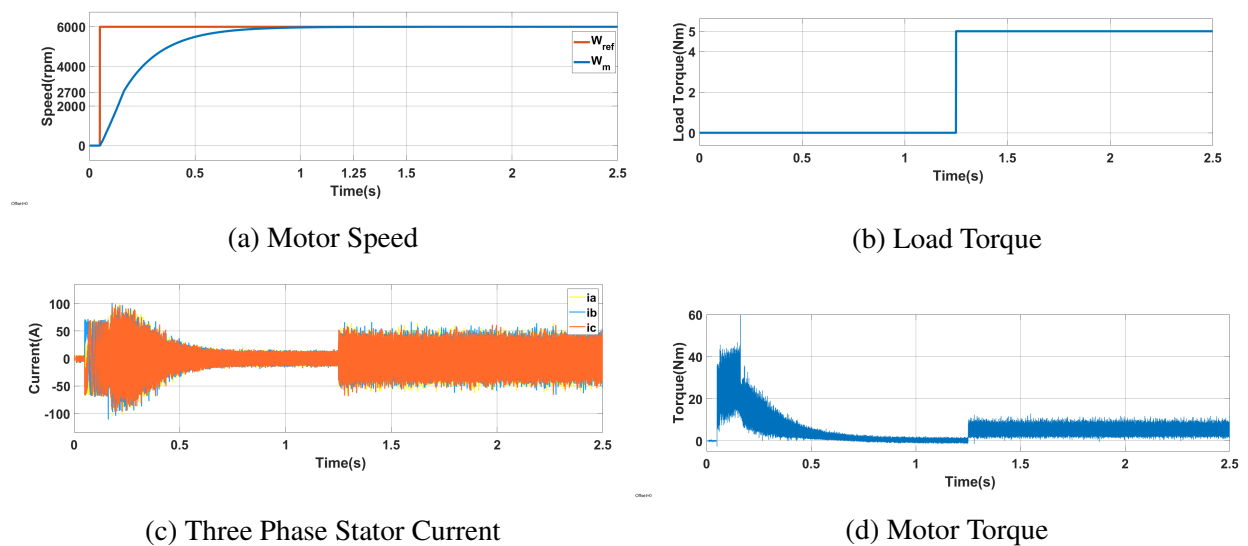 6000
4000
2700
2000
0
Speed(rpm)
W_ref
W_m
0 0.5 1 1.25 1.5 2 2.5
Time(s)
Offset=0
(a) Motor Speed
5
4
2
0
Load Torque(Nm)
0 0.5 1 1.5 2 2.5
Time(s)
(b) Load Torque
100
50
0
-50
-100
Current(A)
ia
ib
ic
0 0.5 1 1.5 2 2.5
Time(s)
(c) Three Phase Stator Current
60
40
20
0
Torque(Nm)
0 0.5 1 1.5 2 2.5
Time(s)
Offset=0
(d) Motor Torque